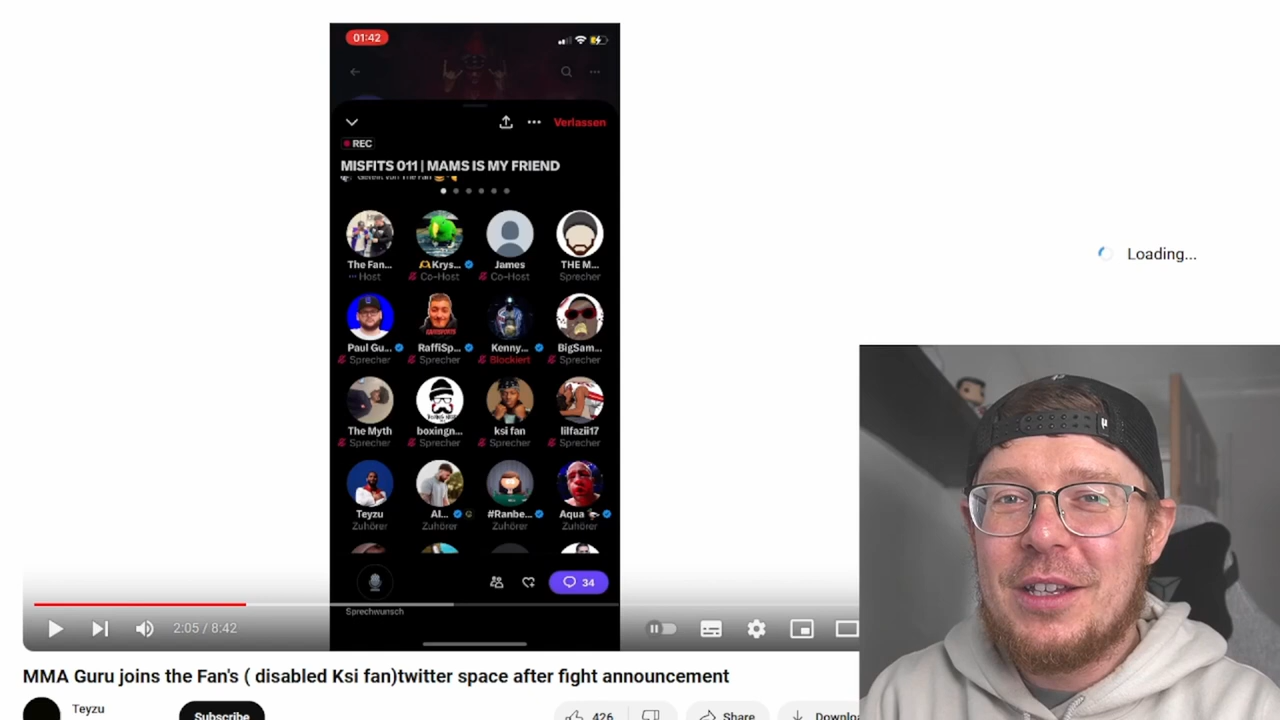 01:42
Verlassen
REC
MISFITS 011 | MAMS IS MY FRIEND
The Fan... Krys... James THE M...
Host Co-Host Co-Host Sprecher
Paul Gu... RaffiSp... Kenny... BigSam...
Sprecher Sprecher Blockiert Sprecher
The Myth boxingn... ksi fan lilfazii17
Sprecher Sprecher Sprecher Sprecher
Teyzu Al... #Ranbe... Aqua
Zuhörer Zuhörer Zuhörer Zuhörer
34
Sprechwunsch
Loading...
2:05 / 8:42
MMA Guru joins the Fan's ( disabled Ksi fan)twitter space after fight announcement
Teyzu
Subscribe
426
Share